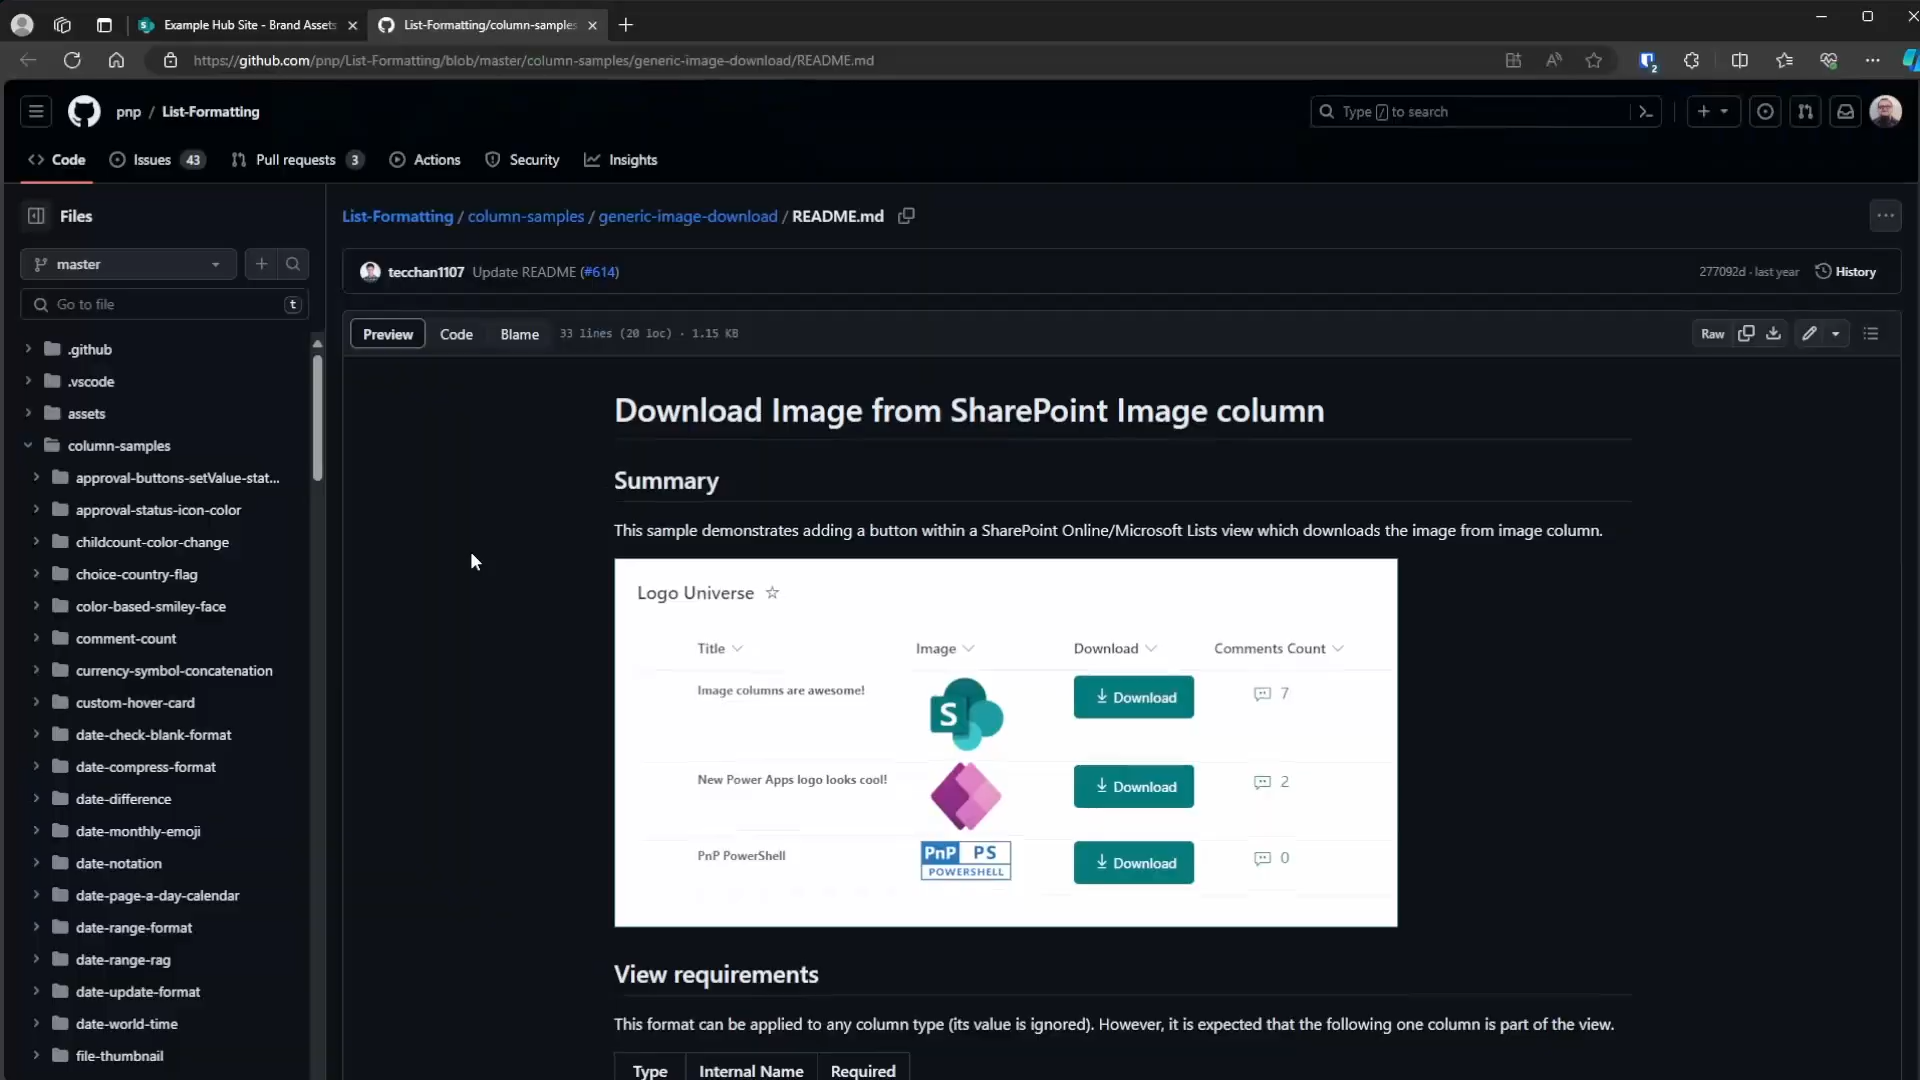 Example Hub Site - Brand Assets
List-Formatting/column-samples
https://github.com/pnp/List-Formatting/blob/master/column-samples/generic-image-download/README.md
2
pnp / List-Formatting
Type / to search
Code
Issues 43
Pull requests 3
Actions
Security
Insights
Files
master
Go to file
t
.github
.vscode
assets
column-samples
approval-buttons-setValue-stat...
approval-status-icon-color
childcount-color-change
choice-country-flag
color-based-smiley-face
comment-count
currency-symbol-concatenation
custom-hover-card
date-check-blank-format
date-compress-format
date-difference
date-monthly-emoji
date-notation
date-page-a-day-calendar
date-range-format
date-range-rag
date-update-format
date-world-time
file-thumbnail
List-Formatting / column-samples / generic-image-download / README.md
tecchan1107 Update README (#614)
277092d · last year
History
Preview
Code
Blame
33 lines (20 loc) · 1.15 KB
Raw
Download Image from SharePoint Image column
Summary
This sample demonstrates adding a button within a SharePoint Online/Microsoft Lists view which downloads the image from image column.
Logo Universe
Title
Image
Download
Comments Count
Image columns are awesome!
S
Download
7
New Power Apps logo looks cool!
Download
2
PnP PowerShell
PnP PS
POWERSHELL
Download
0
View requirements
This format can be applied to any column type (its value is ignored). However, it is expected that the following one column is part of the view.
Type
Internal Name
Required